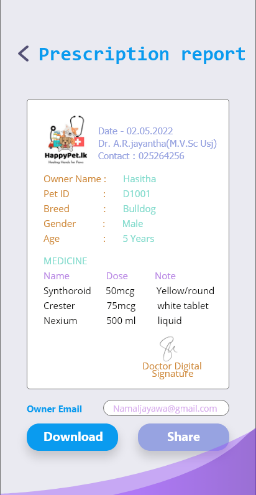 Prescription report
Date - 02.05.2022
Dr. A.R.jayantha(M.V.Sc Usj)
Contact : 025264256
HappyPet.lk
Owner Name : Hasitha
Pet ID : D1001
Breed : Bulldog
Gender : Male
Age : 5 Years
MEDICINE
Name Dose Note
Synthoroid 50mcg Yellow/round
Crester 75mcg white tablet
Nexium 500 ml liquid
Doctor Digital
Signature
Owner Email Namaljayawa@gmail.com
Download Share